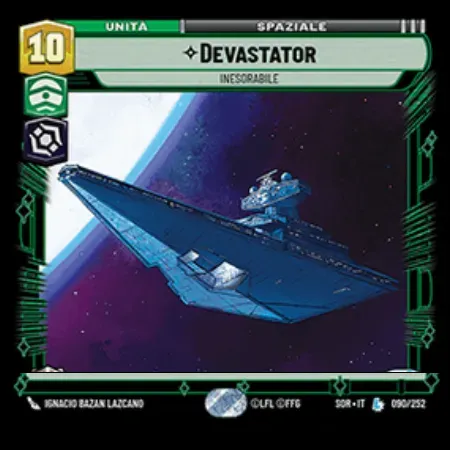 UNITÀ SPAZIALE
10
✧DEVASTATOR
INESORABILE
IGNACIO BAZAN LAZCANO ©LFL ©FFG SOR • IT 090/252